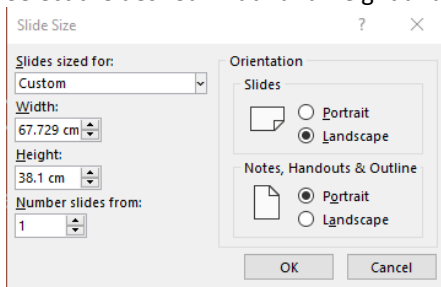 Slide Size ? ×
Slides sized for:
Custom
Width:
67.729 cm
Height:
38.1 cm
Number slides from:
1
Orientation
Slides
Portrait
Landscape
Notes, Handouts & Outline
Portrait
Landscape
OK Cancel